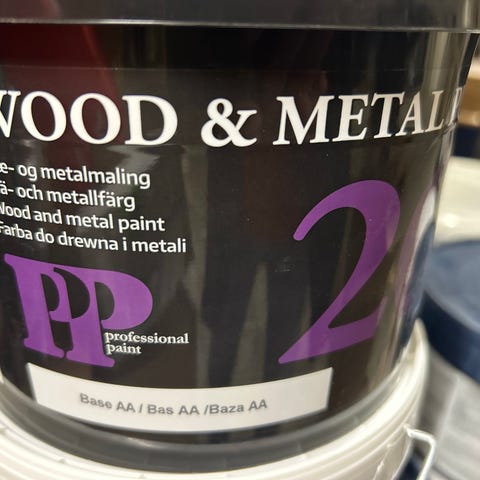 WOOD & METAL
og metalmaling
och metallfärg
Wood and metal paint
Farba do drewna i metali
PP
professional
paint
Base AA / Bas AA /Baza AA